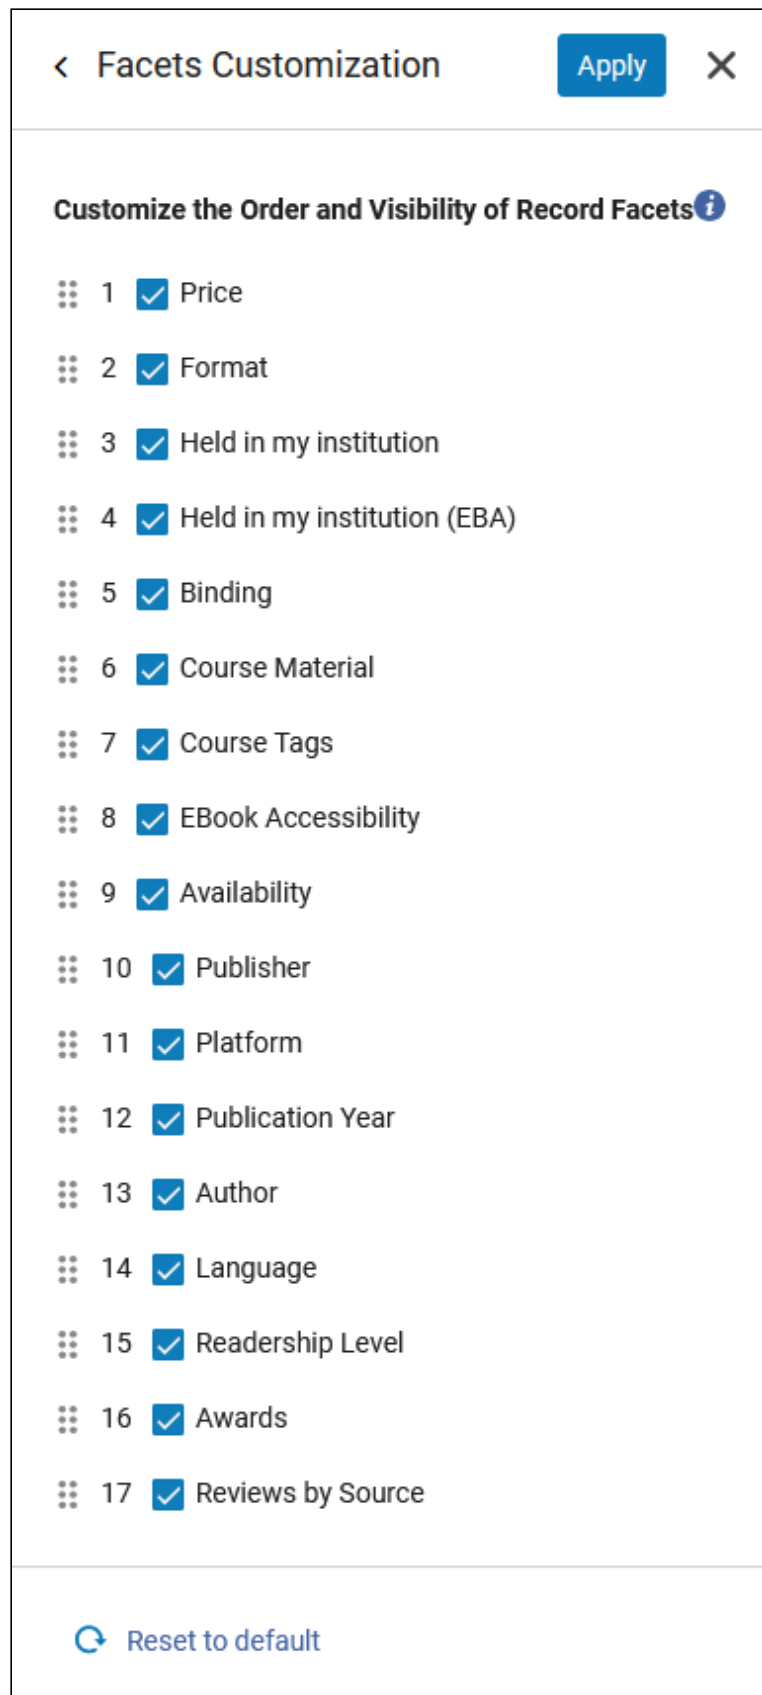 Facets Customization Apply
Customize the Order and Visibility of Record Facets
1 Price
2 Format
3 Held in my institution
4 Held in my institution (EBA)
5 Binding
6 Course Material
7 Course Tags
8 EBook Accessibility
9 Availability
10 Publisher
11 Platform
12 Publication Year
13 Author
14 Language
15 Readership Level
16 Awards
17 Reviews by Source
Reset to default